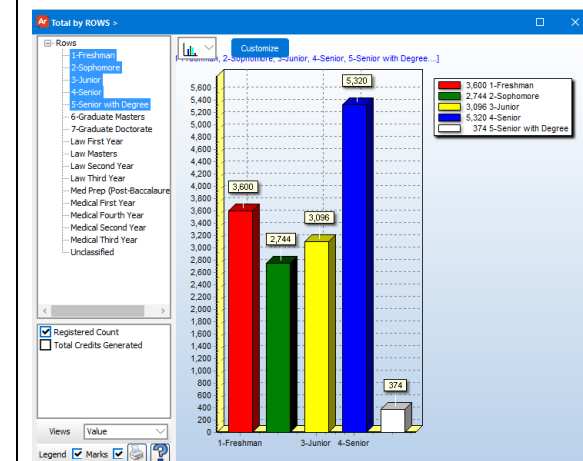 Ar Total by ROWS >
Rows
1-Freshman
2-Sophomore
3-Junior
4-Senior
5-Senior with Degree
6-Graduate Masters
7-Graduate Doctorate
Law First Year
Law Masters
Law Second Year
Law Third Year
Med Prep (Post-Baccalaure
Medical First Year
Medical Fourth Year
Medical Second Year
Medical Third Year
Unclassified
Registered Count
Total Credits Generated
Views Value
Legend Marks ?
Customize
2-Sophomore, 3-Junior, 4-Senior, 5-Senior with Degree....]
5,600
5,400
5,200
5,000
4,800
4,600
4,400
4,200
4,000
3,800
3,600
3,400
3,200
3,000
2,800
2,600
2,400
2,200
2,000
1,800
1,600
1,400
1,200
1,000
800
600
400
200
0
3,600
2,744
3,096
5,320
374
1-Freshman 3-Junior 4-Senior
3,600 1-Freshman
2,744 2-Sophomore
3,096 3-Junior
5,320 4-Senior
374 5-Senior with Degree